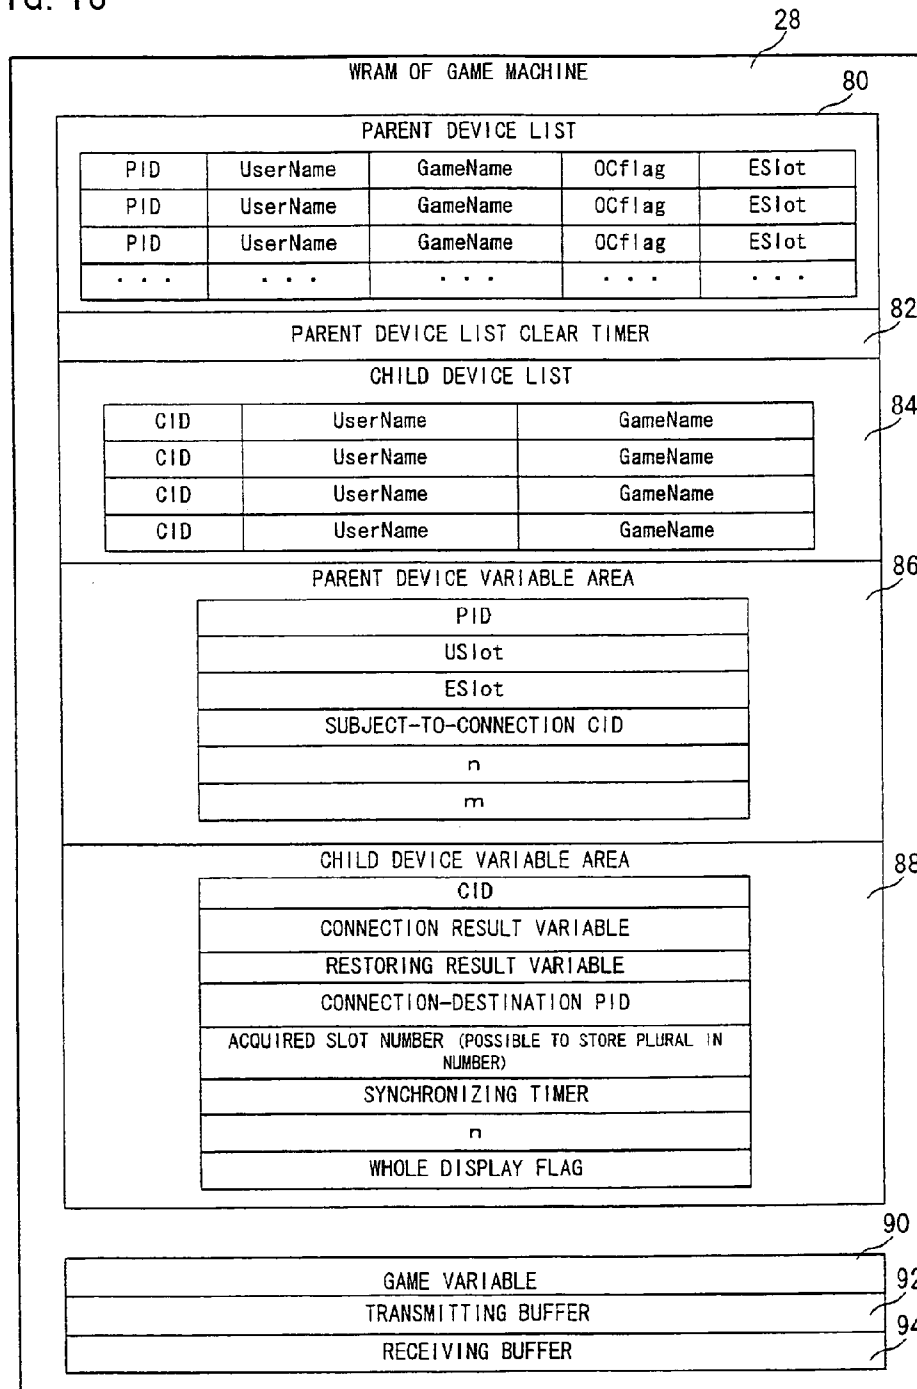 28
WRAM OF GAME MACHINE
80
PARENT DEVICE LIST
PID UserName GameName OCflag ESlot
PID UserName GameName OCflag ESlot
PID UserName GameName OCflag ESlot
... ... ... ... ...
82
PARENT DEVICE LIST CLEAR TIMER
CHILD DEVICE LIST
84
CID UserName GameName
CID UserName GameName
CID UserName GameName
CID UserName GameName
86
PARENT DEVICE VARIABLE AREA
PID
USlot
ESlot
SUBJECT-TO-CONNECTION CID
n
m
CHILD DEVICE VARIABLE AREA
88
CID
CONNECTION RESULT VARIABLE
RESTORING RESULT VARIABLE
CONNECTION-DESTINATION PID
ACQUIRED SLOT NUMBER (POSSIBLE TO STORE PLURAL IN
NUMBER)
SYNCHRONIZING TIMER
n
WHOLE DISPLAY FLAG
90
GAME VARIABLE
92
TRANSMITTING BUFFER
94
RECEIVING BUFFER